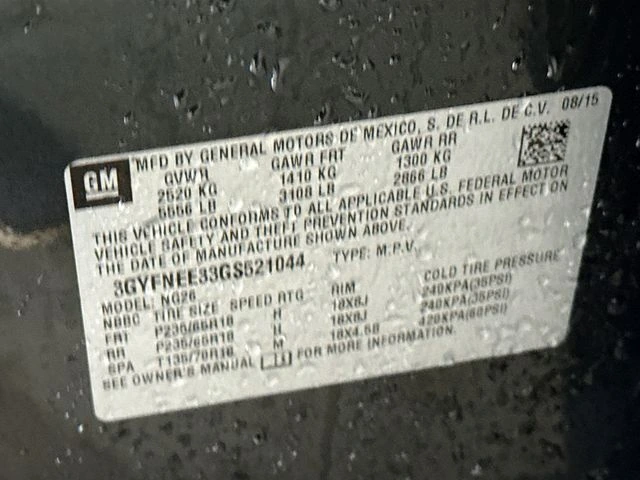 GM
MFD BY GENERAL MOTORS DE MEXICO, S. DE R.L. DE C.V. 08/15
GVWR GAWR FRT GAWR RR
2520 KG 1410 KG 1300 KG
5556 LB 3108 LB 2866 LB
THIS VEHICLE CONFORMS TO ALL APPLICABLE U.S. FEDERAL MOTOR
VEHICLE SAFETY AND THEFT PREVENTION STANDARDS IN EFFECT ON
THE DATE OF MANUFACTURE SHOWN ABOVE.
3GYFNEE33GS521044 TYPE: M.P.V.
MODEL: NG26
TIRE SIZE SPEED RTG RIM COLD TIRE PRESSURE
FRT P235/65R18 H 18X8J 240KPA(35PSI)
RR P235/65R18 H 18X8J 240KPA(35PSI)
SPA T135/70R18 M 18X4.5B 420KPA(60PSI)
SEE OWNER'S MANUAL FOR MORE INFORMATION.